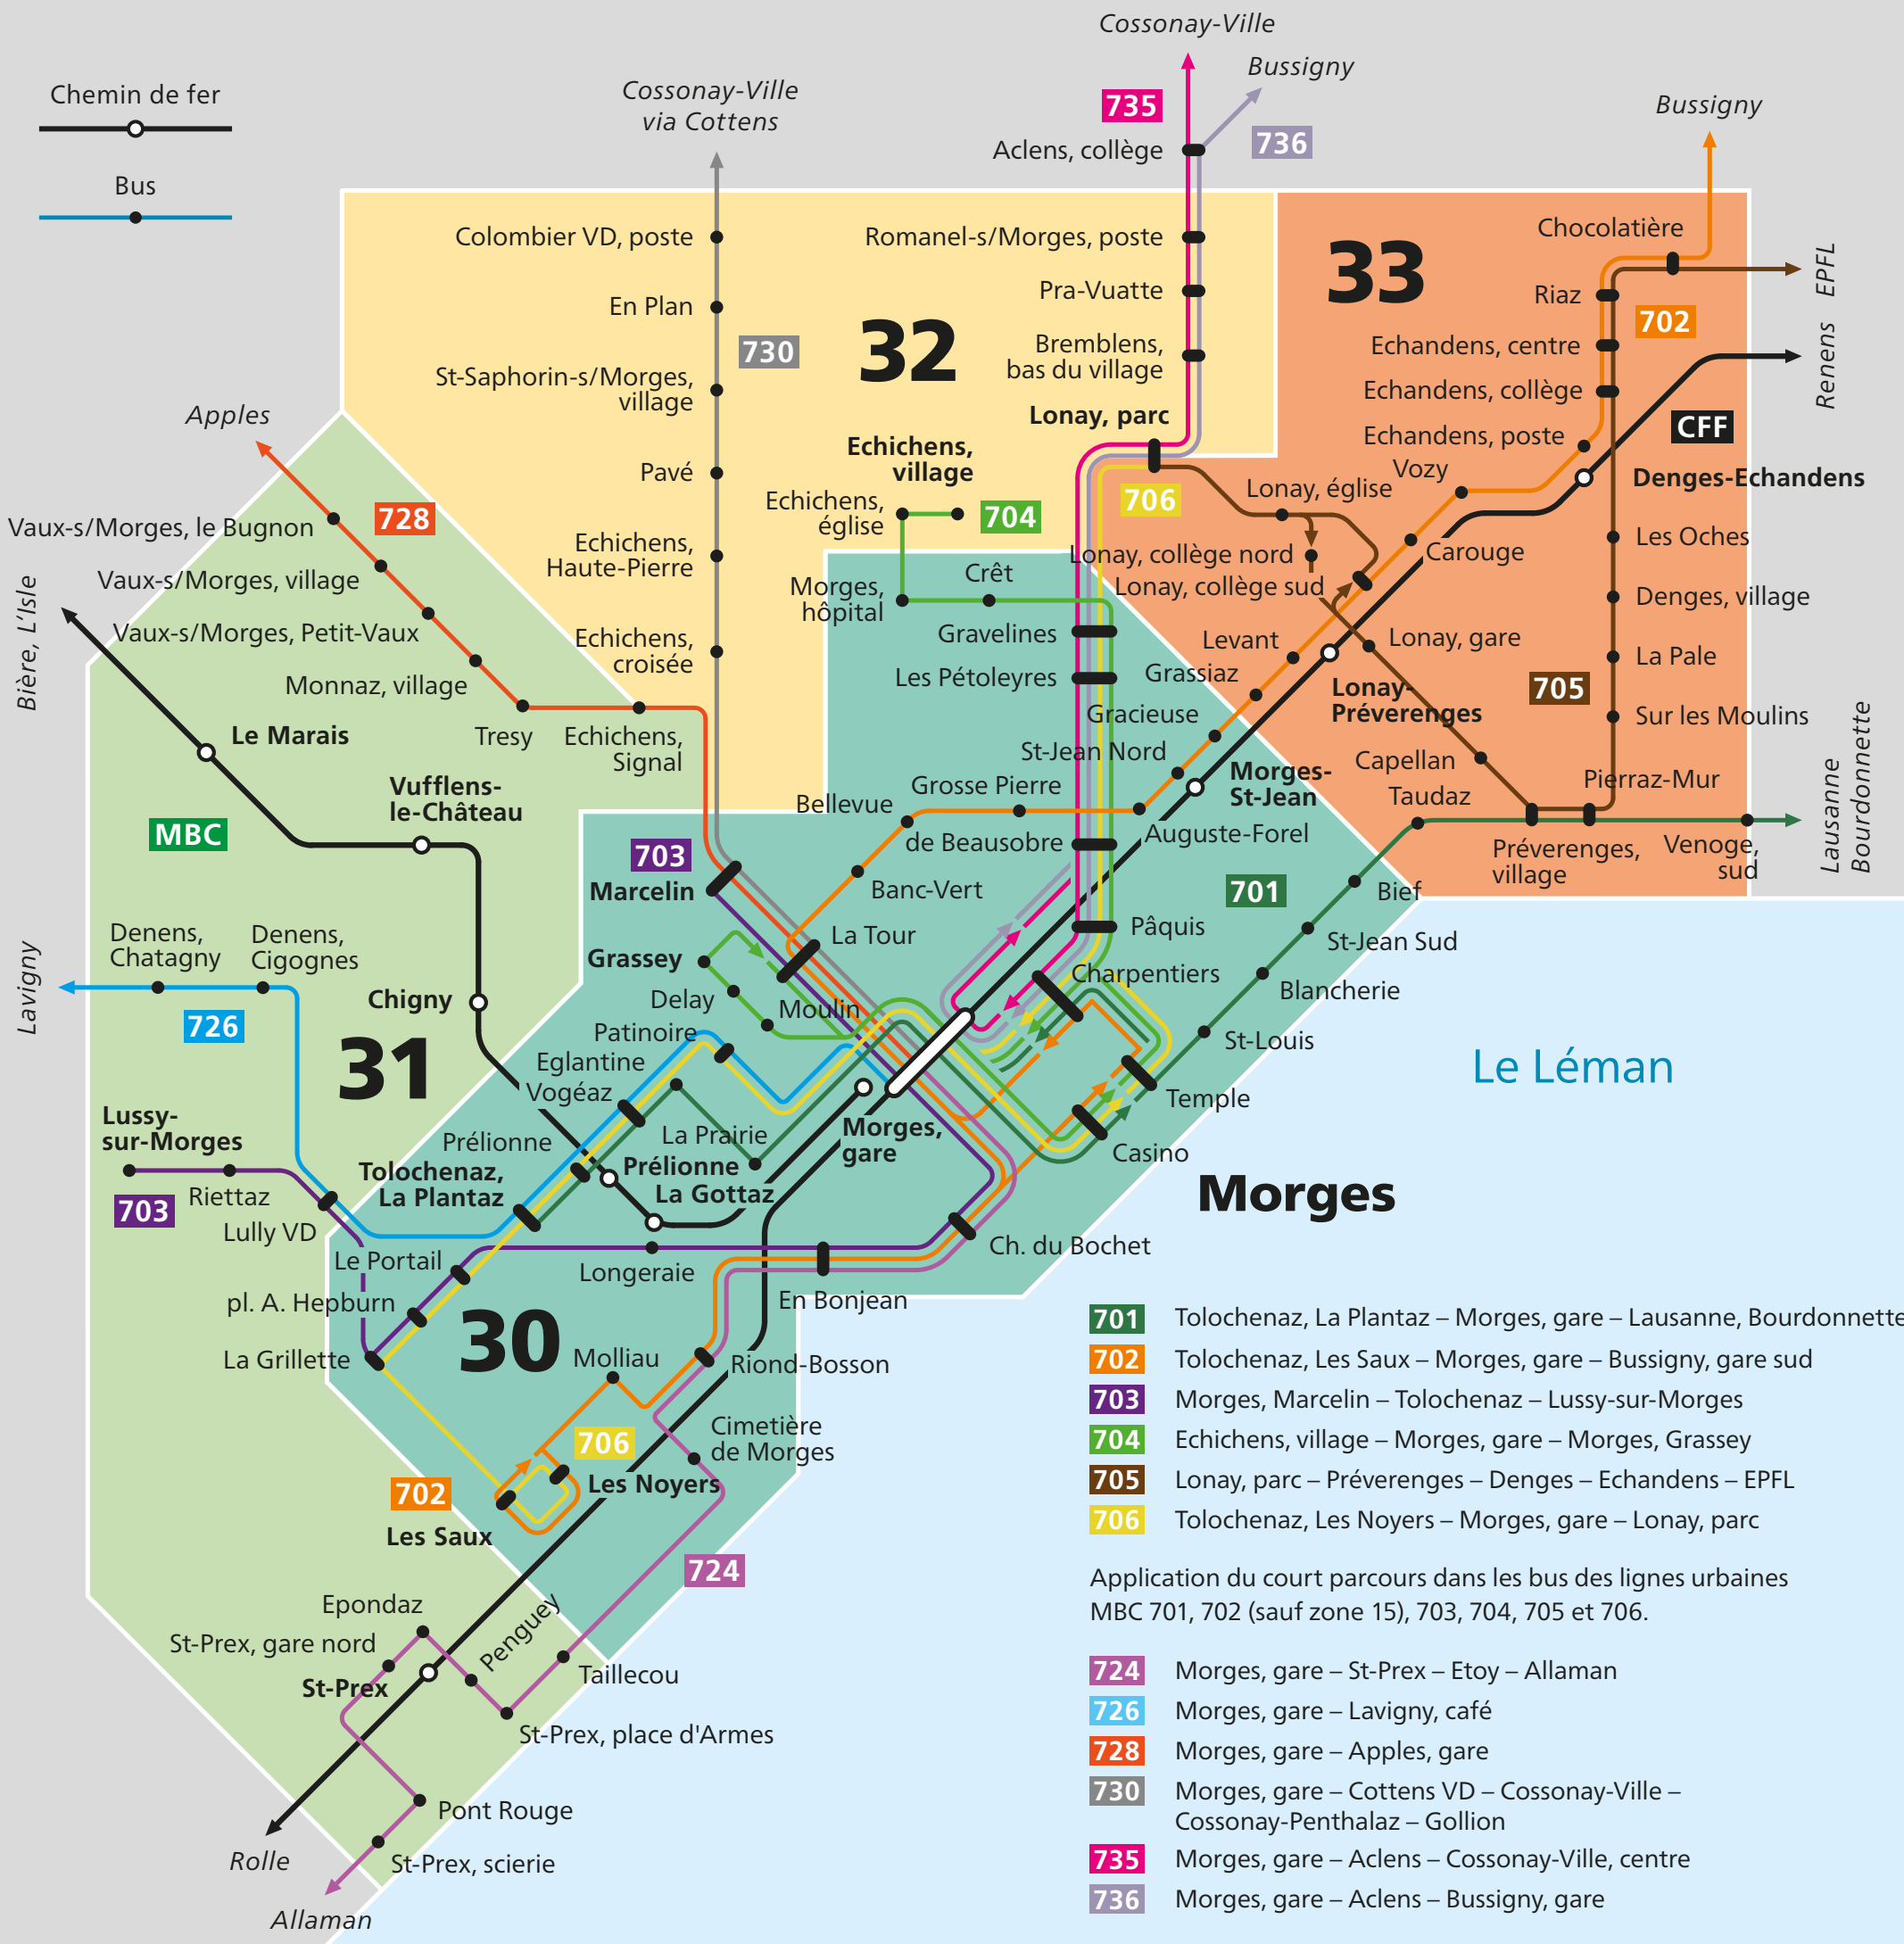 Cossonay-Ville
Bussigny
Chemin de fer
Cossonay-Ville
via Cottens
735
736
Bussigny
Bus
Aclens, collège
Colombier VD, poste
Romanel-s/Morges, poste
33
Chocolatière
EPFL
En Plan
Pra-Vuatte
Riaz
702
730
32
Bremblens,
bas du village
Echandens, centre
Renens
St-Saphorin-s/Morges,
village
Echandens, collège
Apples
Lonay, parc
Echandens, poste
CFF
Pavé
Echichens,
village
Vozy
Denges-Echandens
728
Vaux-s/Morges, le Bugnon
Echichens,
église
704
706
Lonay, église
Les Oches
Echichens,
Haute-Pierre
Lonay, collège nord
Carouge
Vaux-s/Morges, village
Morges,
hôpital
Crêt
Lonay, collège sud
Denges, village
Bière, L'Isle
Vaux-s/Morges, Petit-Vaux
Echichens,
croisée
Gravelines
Levant
Lonay, gare
La Pale
Monnaz, village
Les Pétoleyres
Grassiaz
Lonay-
Préverenges
705
Le Marais
Tresy
Echichens,
Signal
Gracieuse
Sur les Moulins
St-Jean Nord
Capellan
Vufflens-
le-Château
Grosse Pierre
Morges-
St-Jean
Taudaz
Pierraz-Mur
Lausanne
Bourdonnette
MBC
Bellevue
de Beausobre
Auguste-Forel
Préverenges,
village
Venoge,
sud
703
Marcelin
Banc-Vert
701
Bief
Denens,
Chatagny
Denens,
Cigognes
La Tour
Pâquis
St-Jean Sud
Lavigny
Grassey
Charpentiers
Blancherie
Chigny
Delay
Moulin
726
Patinoire
St-Louis
31
Eglantine
Le Léman
Vogéaz
Temple
Lussy-
sur-Morges
Prélionne
La Prairie
Morges,
gare
Casino
Tolochenaz,
La Plantaz
Prélionne
La Gottaz
Morges
Riettaz
703
Lully VD
Le Portail
Longeraie
Ch. du Bochet
pl. A. Hepburn
En Bonjean
30
La Grillette
Molliau
Riond-Bosson
706
Cimetière
de Morges
702
Les Noyers
Les Saux
724
Epondaz
Penguey
St-Prex, gare nord
Taillecou
St-Prex
St-Prex, place d'Armes
Pont Rouge
Rolle
St-Prex, scierie
Allaman
701 Tolochenaz, La Plantaz – Morges, gare – Lausanne, Bourdonnette
702 Tolochenaz, Les Saux – Morges, gare – Bussigny, gare sud
703 Morges, Marcelin – Tolochenaz – Lussy-sur-Morges
704 Echichens, village – Morges, gare – Morges, Grassey
705 Lonay, parc – Préverenges – Denges – Echandens – EPFL
706 Tolochenaz, Les Noyers – Morges, gare – Lonay, parc
Application du court parcours dans les bus des lignes urbaines
MBC 701, 702 (sauf zone 15), 703, 704, 705 et 706.
724 Morges, gare – St-Prex – Etoy – Allaman
726 Morges, gare – Lavigny, café
728 Morges, gare – Apples, gare
730 Morges, gare – Cottens VD – Cossonay-Ville –
Cossonay-Penthalaz – Gollion
735 Morges, gare – Aclens – Cossonay-Ville, centre
736 Morges, gare – Aclens – Bussigny, gare